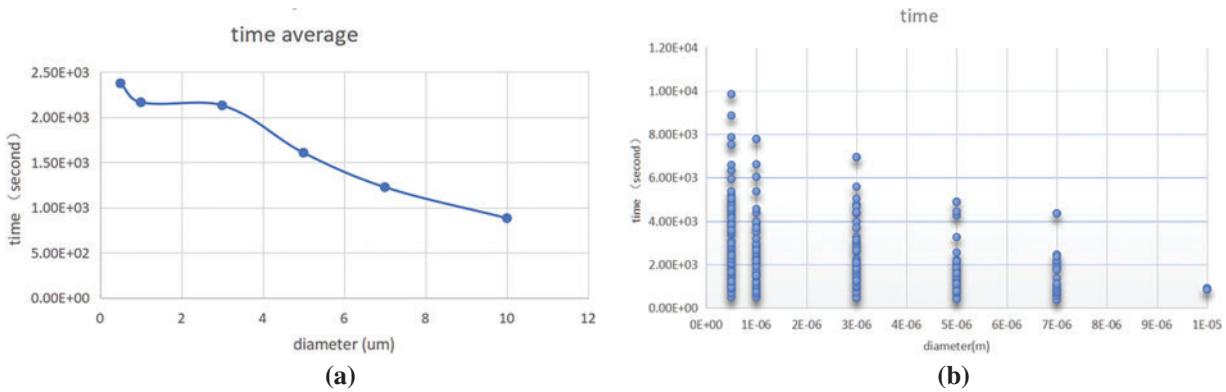 time average
2.50E+03
2.00E+03
1.50E+03
1.00E+03
5.00E+02
0.00E+00
time （second）
0 2 4 6 8 10 12
diameter (um)
(a)
time
1.20E+04
1.00E+04
8.00E+03
6.00E+03
4.00E+03
2.00E+03
0.00E+00
time （second）
0E+00 1E-06 2E-06 3E-06 4E-06 5E-06 6E-06 7E-06 8E-06 9E-06 1E-05
diameter(m)
(b)